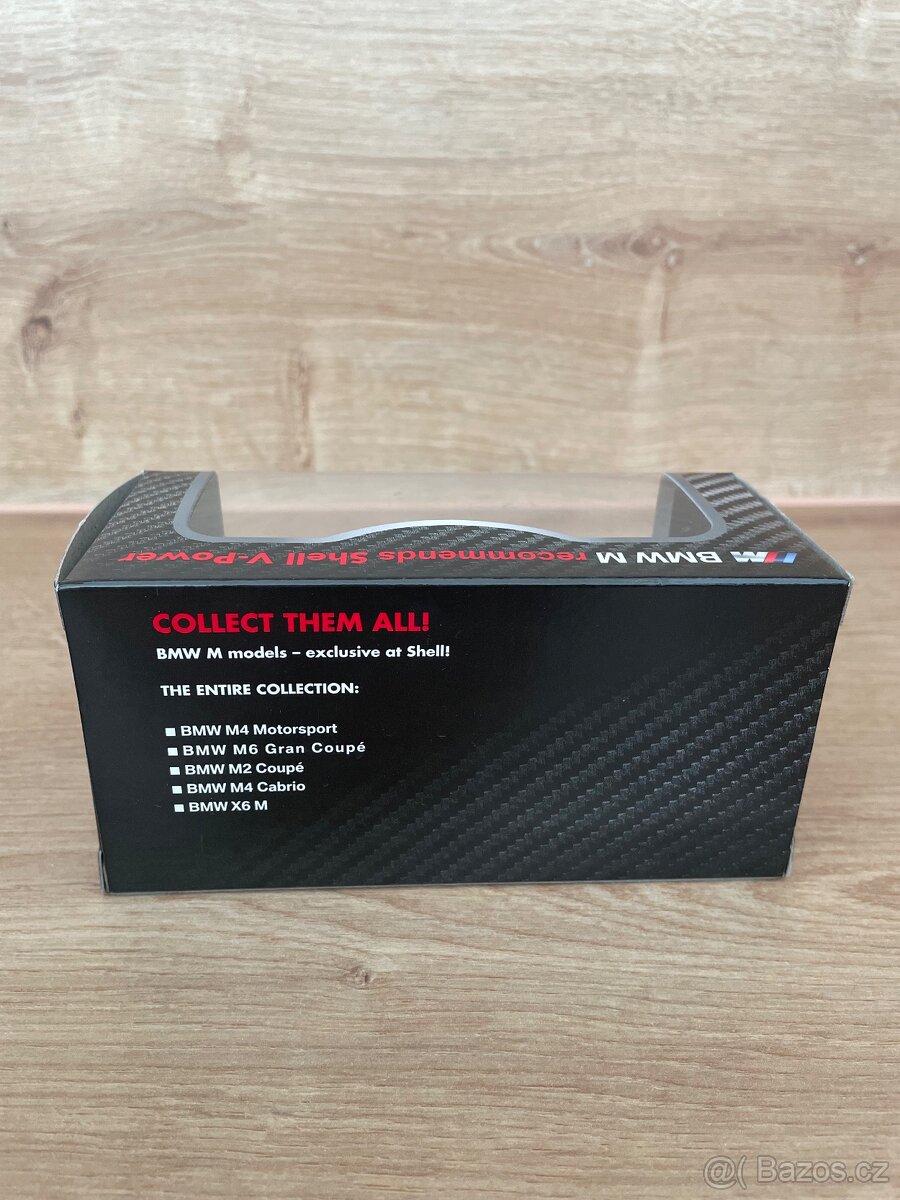 BMW M recommends Shell V-Power
COLLECT THEM ALL!
BMW M models – exclusive at Shell!
THE ENTIRE COLLECTION:
■ BMW M4 Motorsport
■ BMW M6 Gran Coupé
■ BMW M2 Coupé
■ BMW M4 Cabrio
■ BMW X6 M
@( Bazos.cz